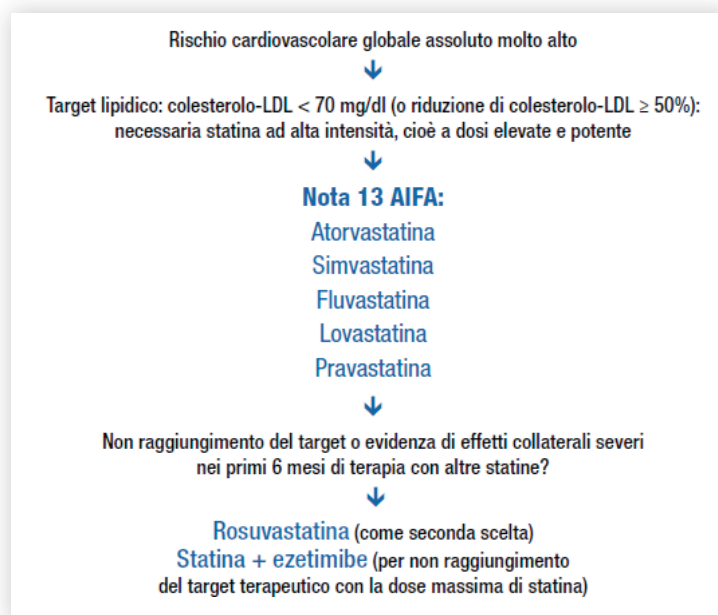 Rischio cardiovascolare globale assoluto molto alto
Target lipidico: colesterolo-LDL < 70 mg/dl (o riduzione di colesterolo-LDL ≥ 50%):
necessaria statina ad alta intensità, cioè a dosi elevate e potente
Nota 13 AIFA:
Atorvastatina
Simvastatina
Fluvastatina
Lovastatina
Pravastatina
Non raggiungimento del target o evidenza di effetti collaterali severi
nei primi 6 mesi di terapia con altre statine?
Rosuvastatina (come seconda scelta)
Statina + ezetimibe (per non raggiungimento
del target terapeutico con la dose massima di statina)